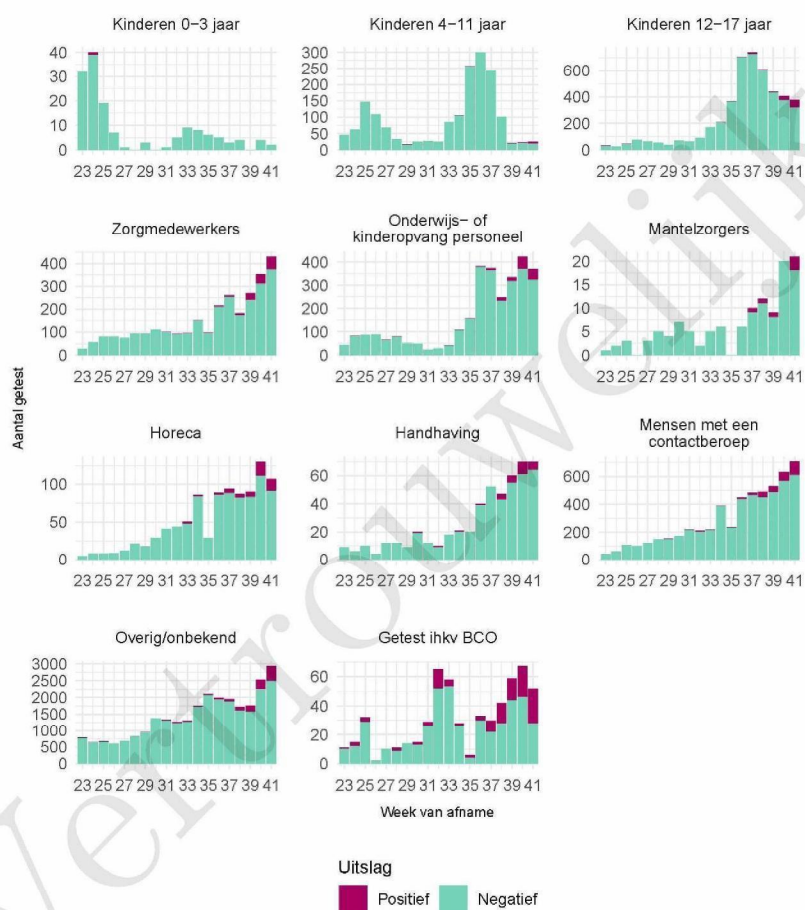 Kinderen 0−3 jaar
Kinderen 4−11 jaar
Kinderen 12−17 jaar
40
30
20
10
0
300
250
200
150
100
50
0
600
400
200
0
23 25 27 29 31 33 35 37 39 41
23 25 27 29 31 33 35 37 39 41
23 25 27 29 31 33 35 37 39 41
Zorgmedewerkers
Onderwijs− of
kinderopvang personeel
Mantelzorgers
400
300
200
100
0
400
300
200
100
0
20
15
10
5
0
23 25 27 29 31 33 35 37 39 41
23 25 27 29 31 33 35 37 39 41
23 25 27 29 31 33 35 37 39 41
Aantal getest
Horeca
Handhaving
Mensen met een
contactberoep
100
50
0
60
40
20
0
600
400
200
0
23 25 27 29 31 33 35 37 39 41
23 25 27 29 31 33 35 37 39 41
23 25 27 29 31 33 35 37 39 41
Overig/onbekend
Getest ihkv BCO
3000
2500
2000
1500
1000
500
0
60
40
20
0
23 25 27 29 31 33 35 37 39 41
23 25 27 29 31 33 35 37 39 41
Week van afname
Uitslag
Positief
Negatief
Vertrouwelijk